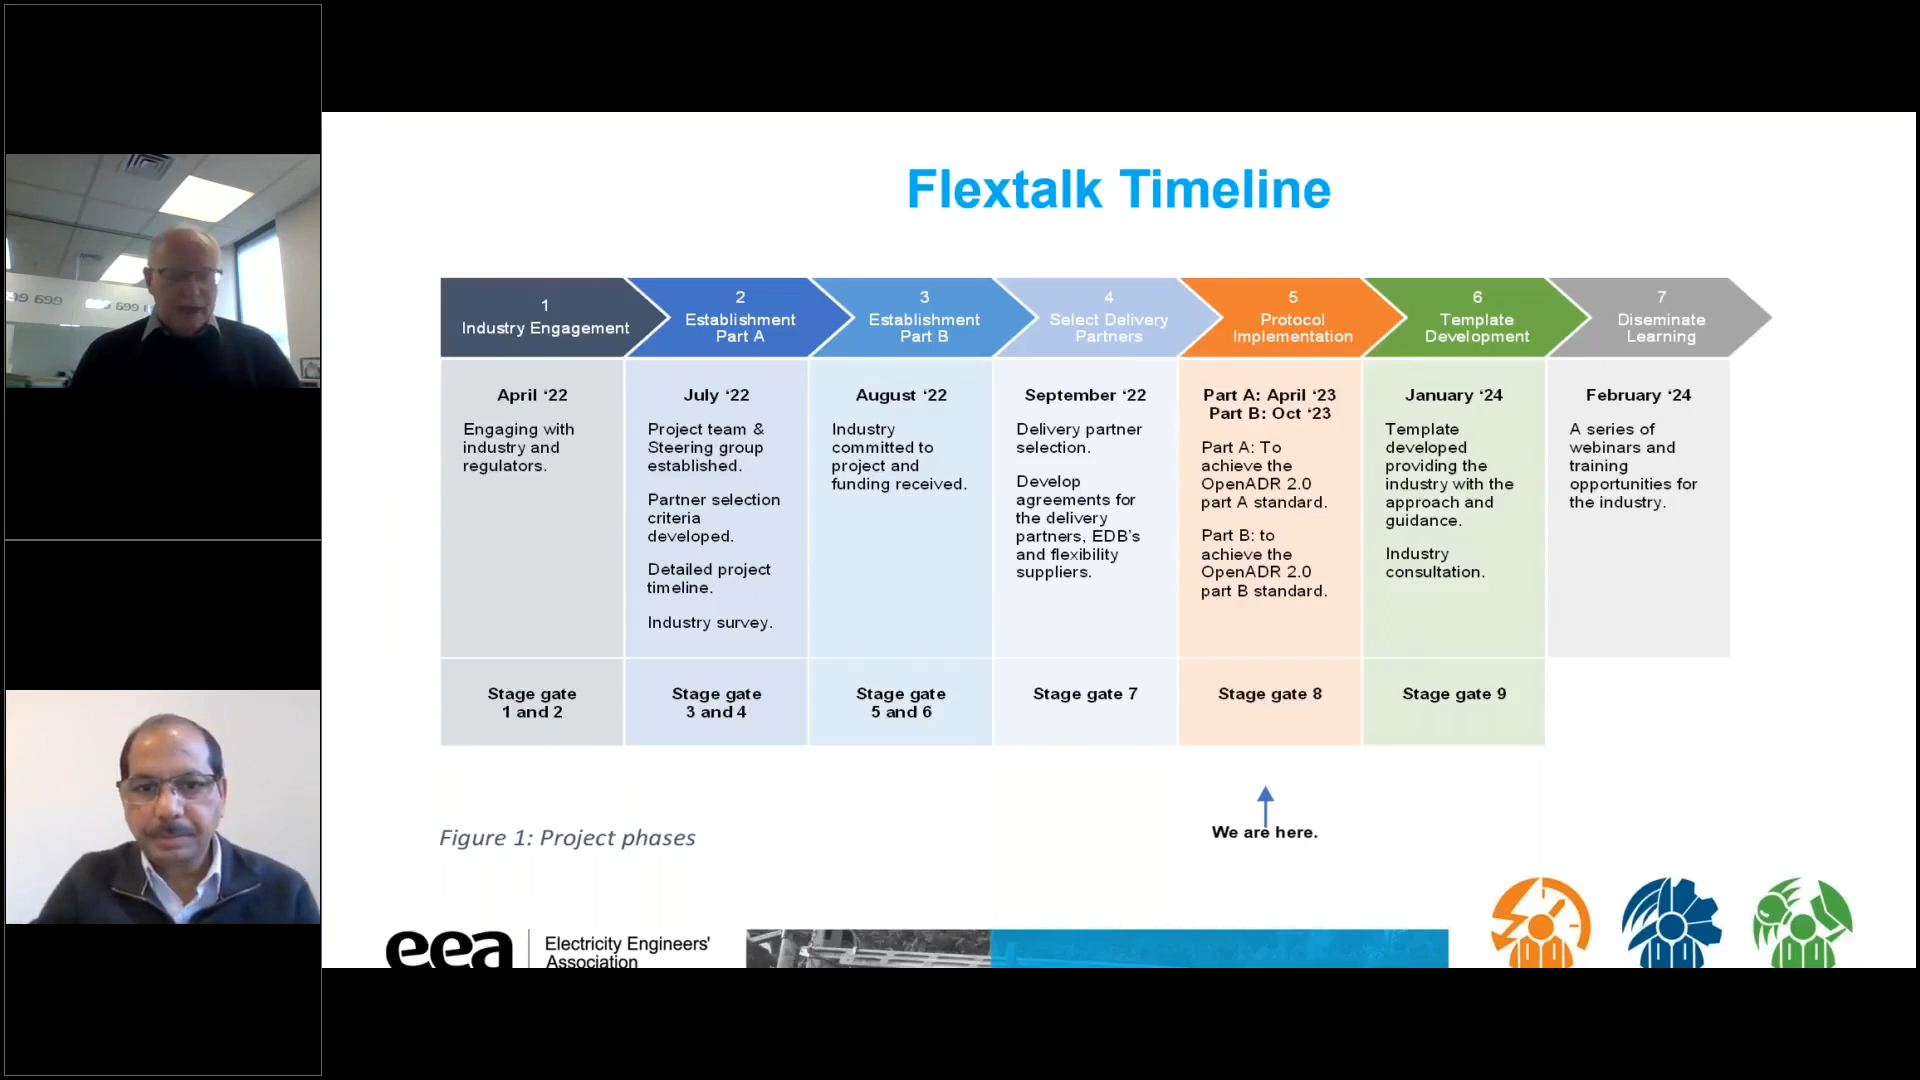 Flextalk Timeline
1
Industry Engagement
2
Establishment
Part A
3
Establishment
Part B
4
Select Delivery
Partners
5
Protocol
Implementation
6
Template
Development
7
Diseminate
Learning
April ‘22
Engaging with
industry and
regulators.
July ‘22
Project team &
Steering group
established.
Partner selection
criteria
developed.
Detailed project
timeline.
Industry survey.
August ‘22
Industry
committed to
project and
funding received.
September ‘22
Delivery partner
selection.
Develop
agreements for
the delivery
partners, EDB’s
and flexibility
suppliers.
Part A: April ‘23
Part B: Oct ‘23
Part A: To
achieve the
OpenADR 2.0
part A standard.
Part B: to
achieve the
OpenADR 2.0
part B standard.
January ‘24
Template
developed
providing the
industry with the
approach and
guidance.
Industry
consultation.
February ‘24
A series of
webinars and
training
opportunities for
the industry.
Stage gate
1 and 2
Stage gate
3 and 4
Stage gate
5 and 6
Stage gate 7
Stage gate 8
Stage gate 9
We are here.
Figure 1: Project phases
eea
Electricity Engineers'
Association